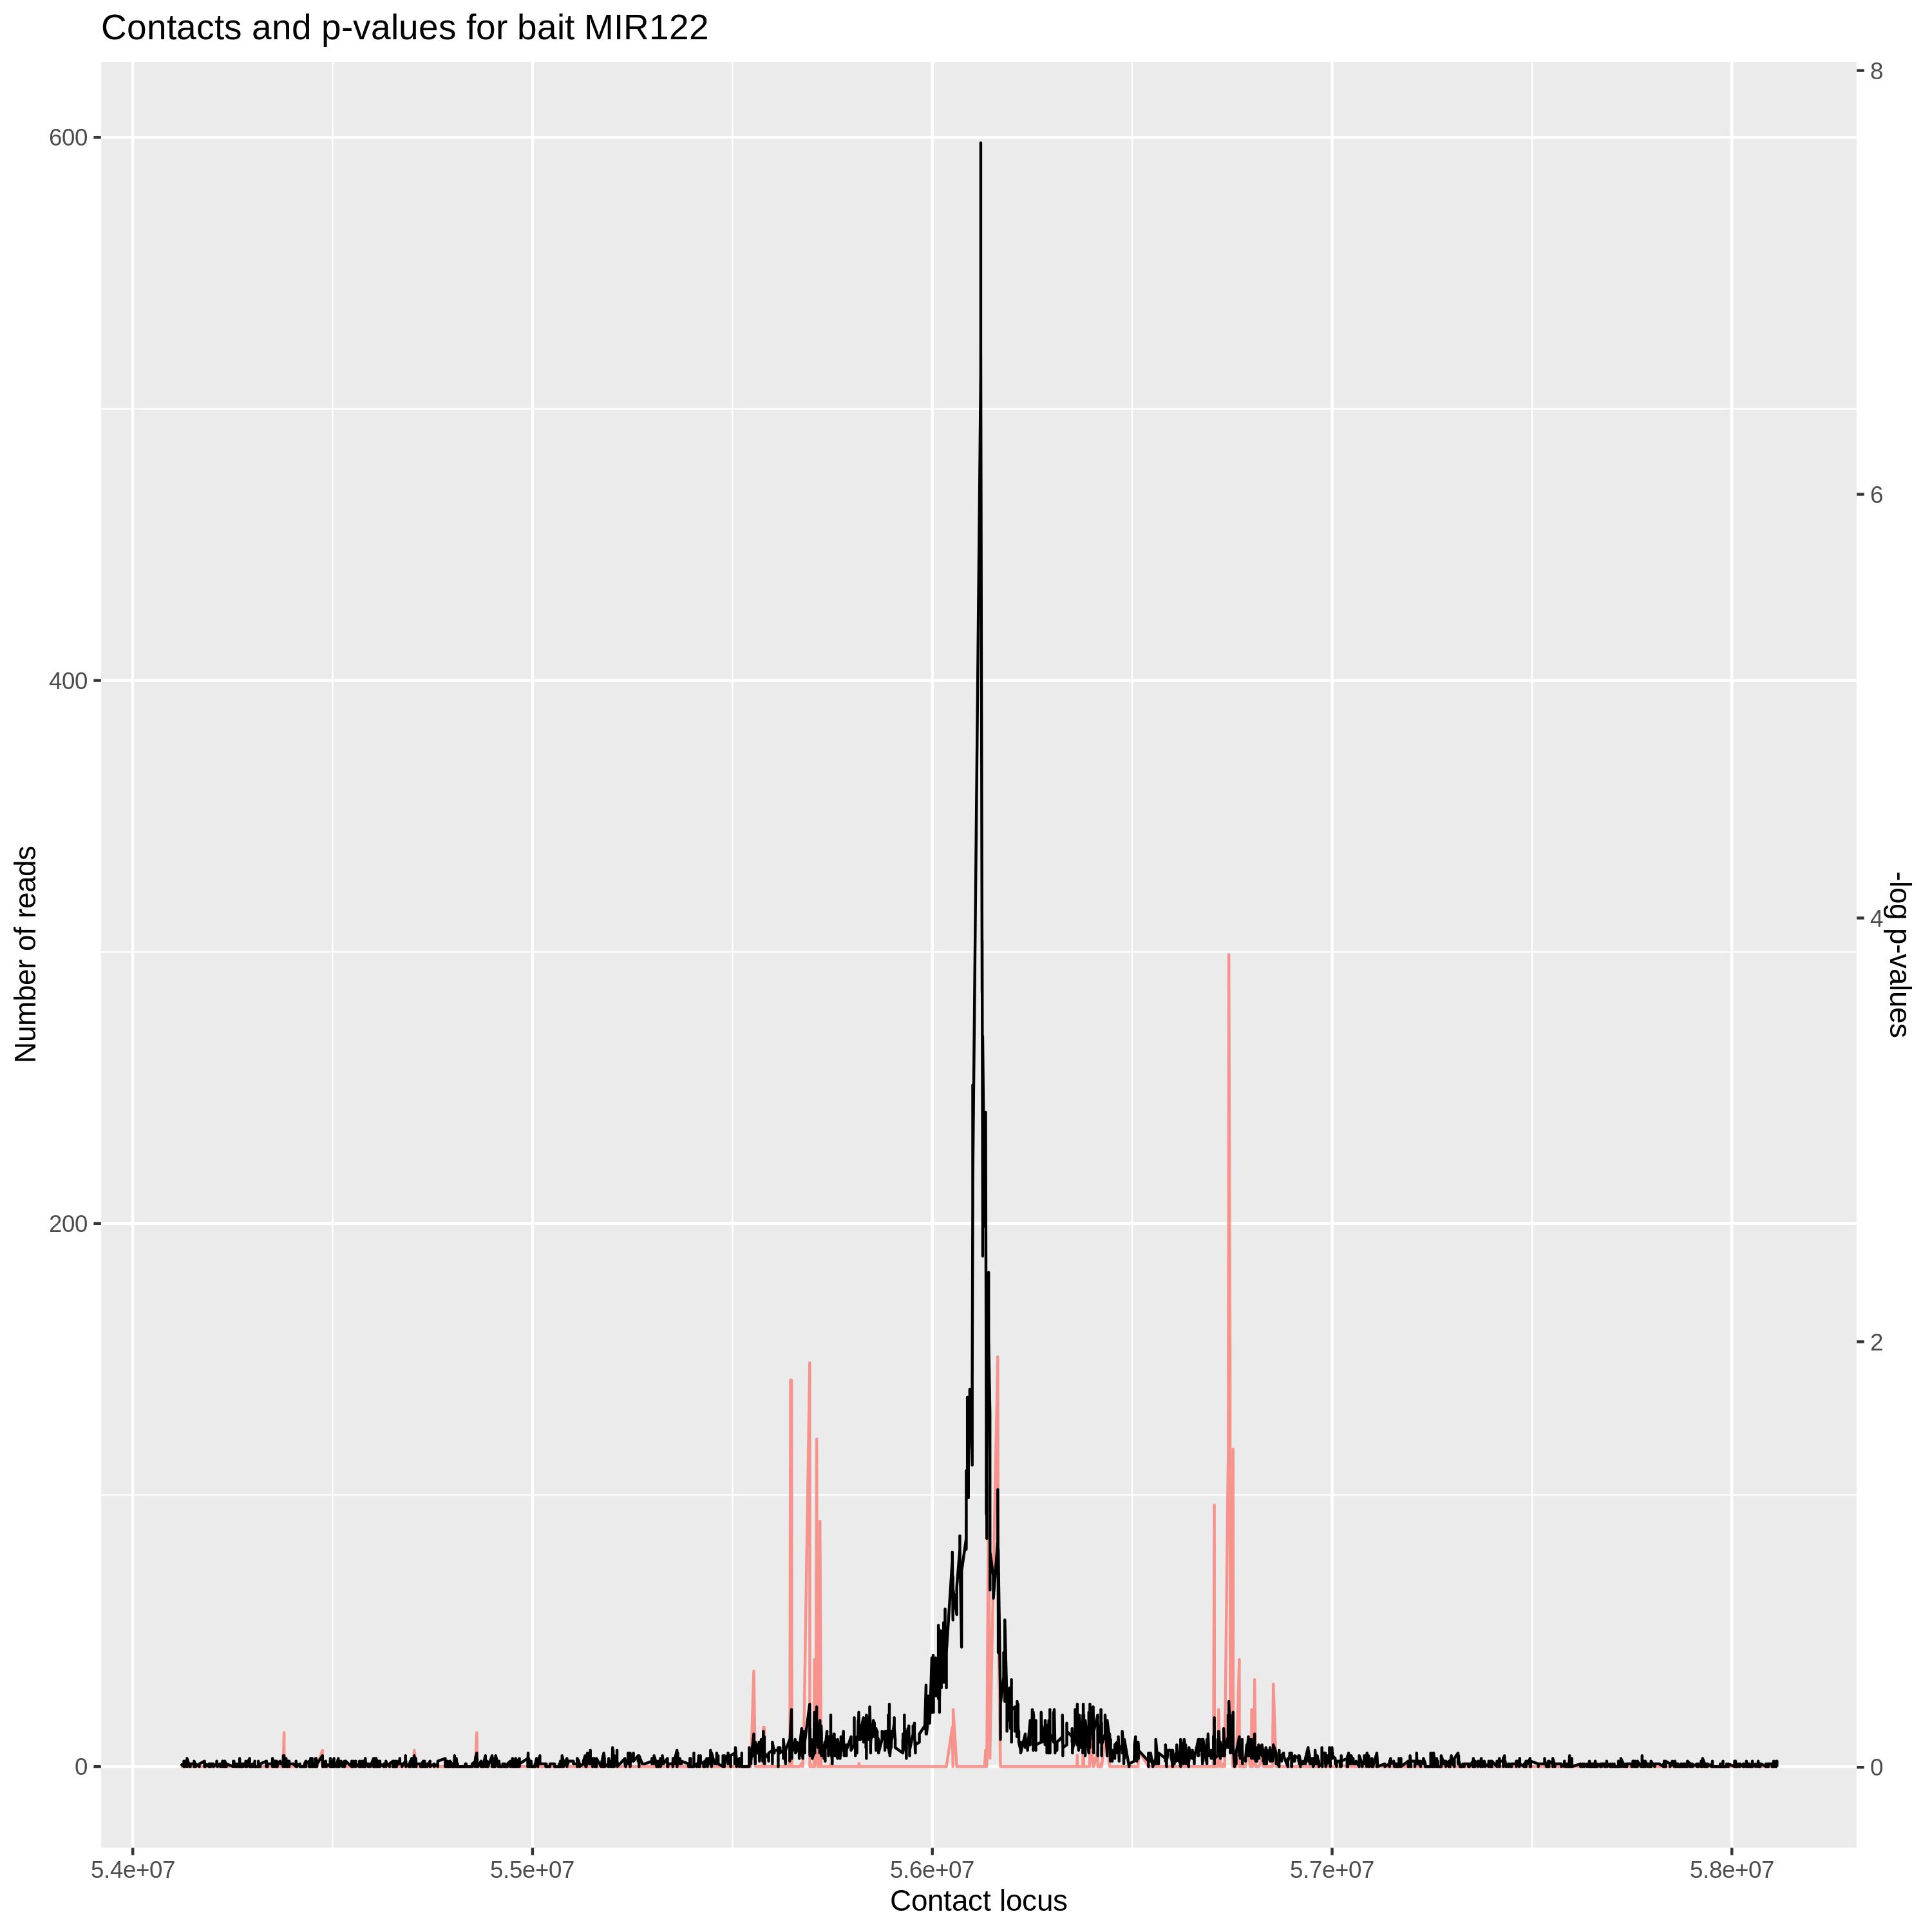 Contacts and p-values for bait MIR122
600
400
200
0
8
6
4
2
0
Number of reads
-log p-values
5.4e+07 5.5e+07 5.6e+07 5.7e+07 5.8e+07
Contact locus